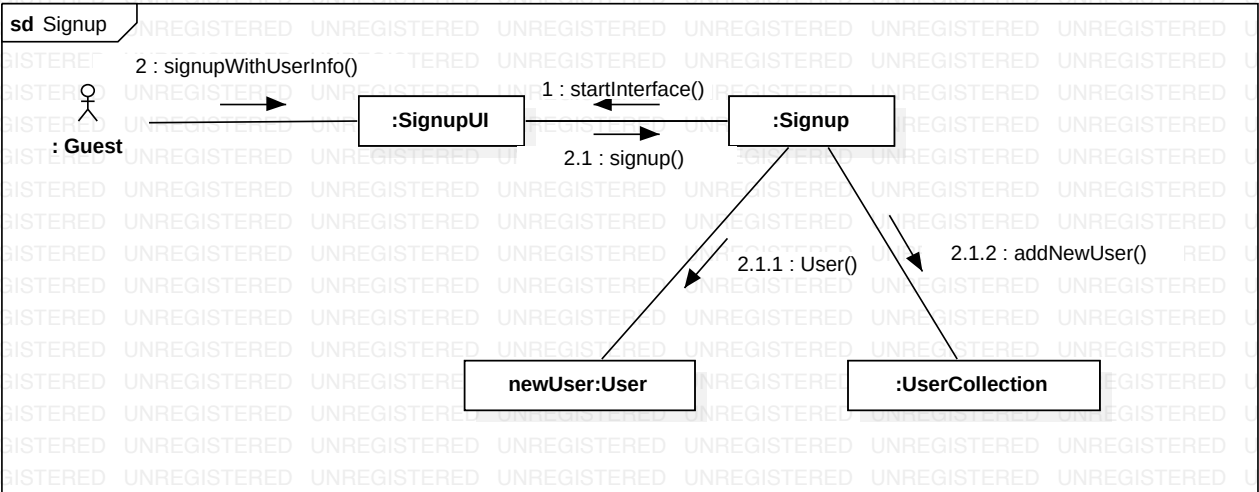 sd Signup
2 : signupWithUserInfo()
1 : startInterface()
: Guest
:SignupUI
:Signup
2.1 : signup()
2.1.1 : User()
2.1.2 : addNewUser()
newUser:User
:UserCollection
UNREGISTERED